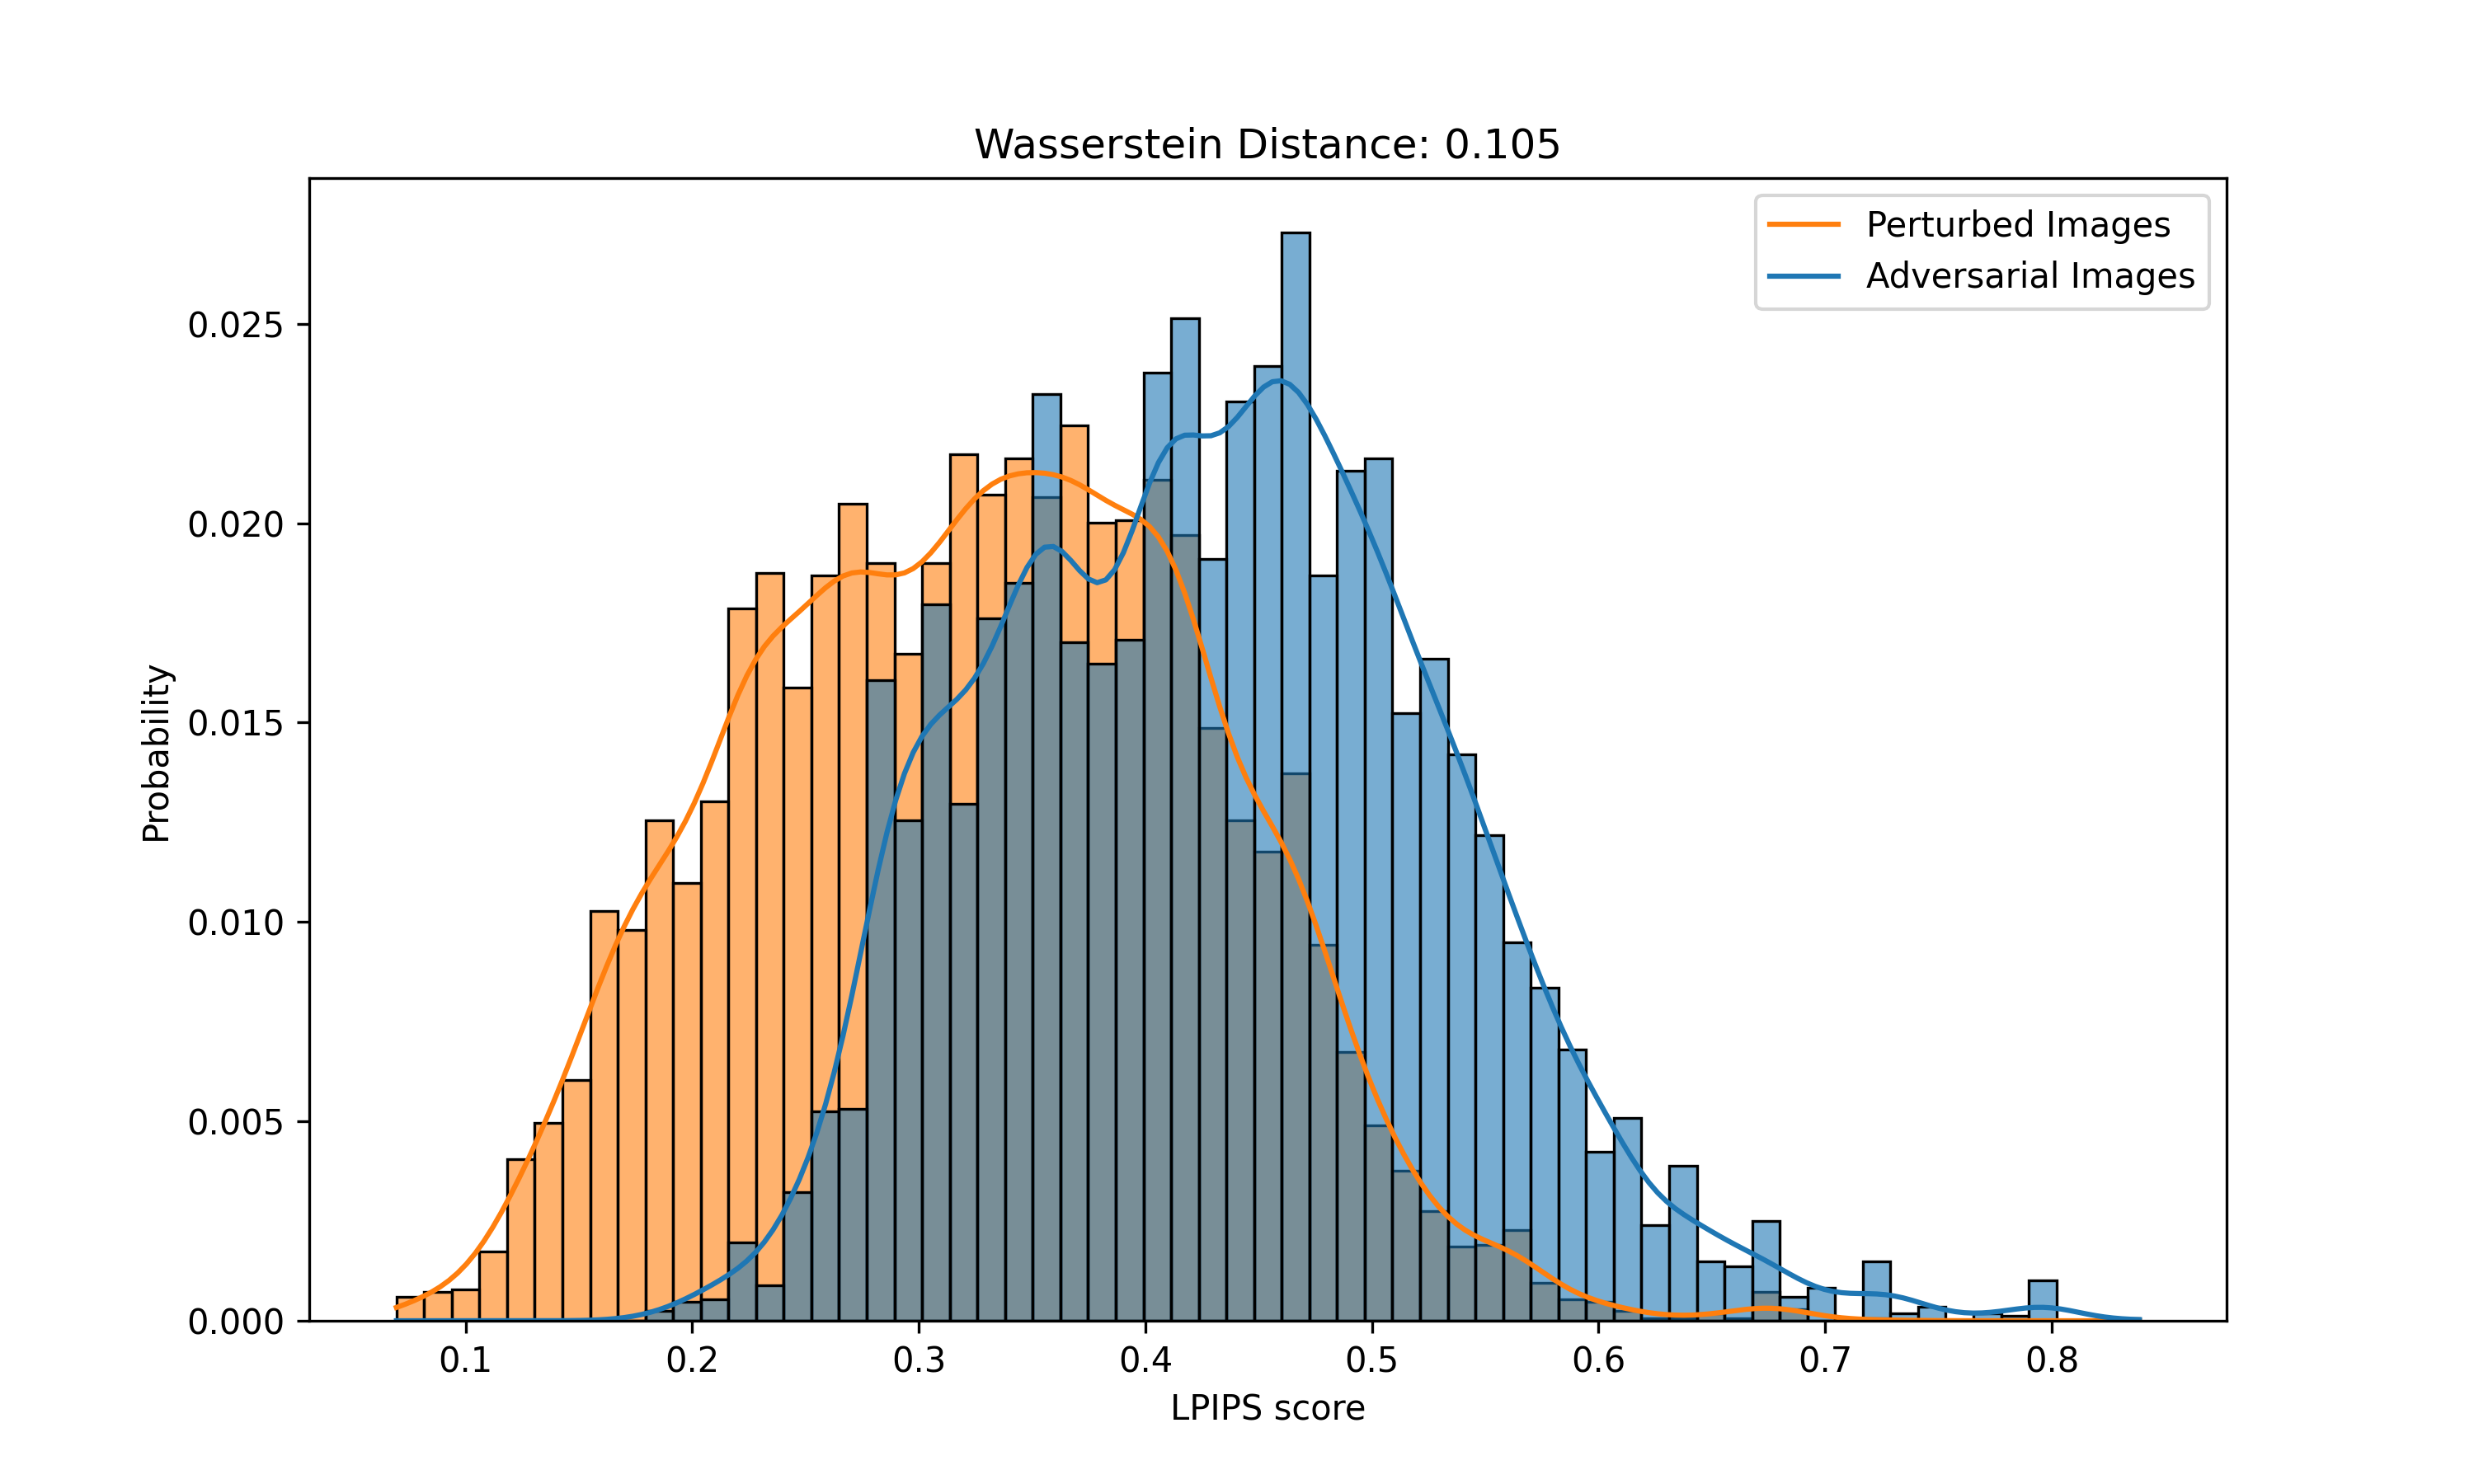 Wasserstein Distance: 0.105
Perturbed Images
Adversarial Images
Probability
0.025
0.020
0.015
0.010
0.005
0.000
0.1 0.2 0.3 0.4 0.5 0.6 0.7 0.8
LPIPS score